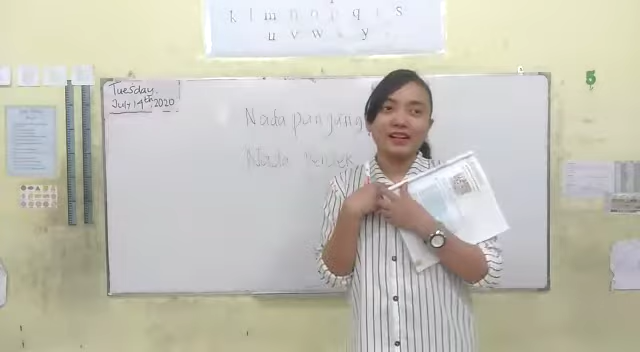 k l m n o p q r s
u v w x y
Tuesday.
July 14th 2020
Nada panjang
Nada pendek